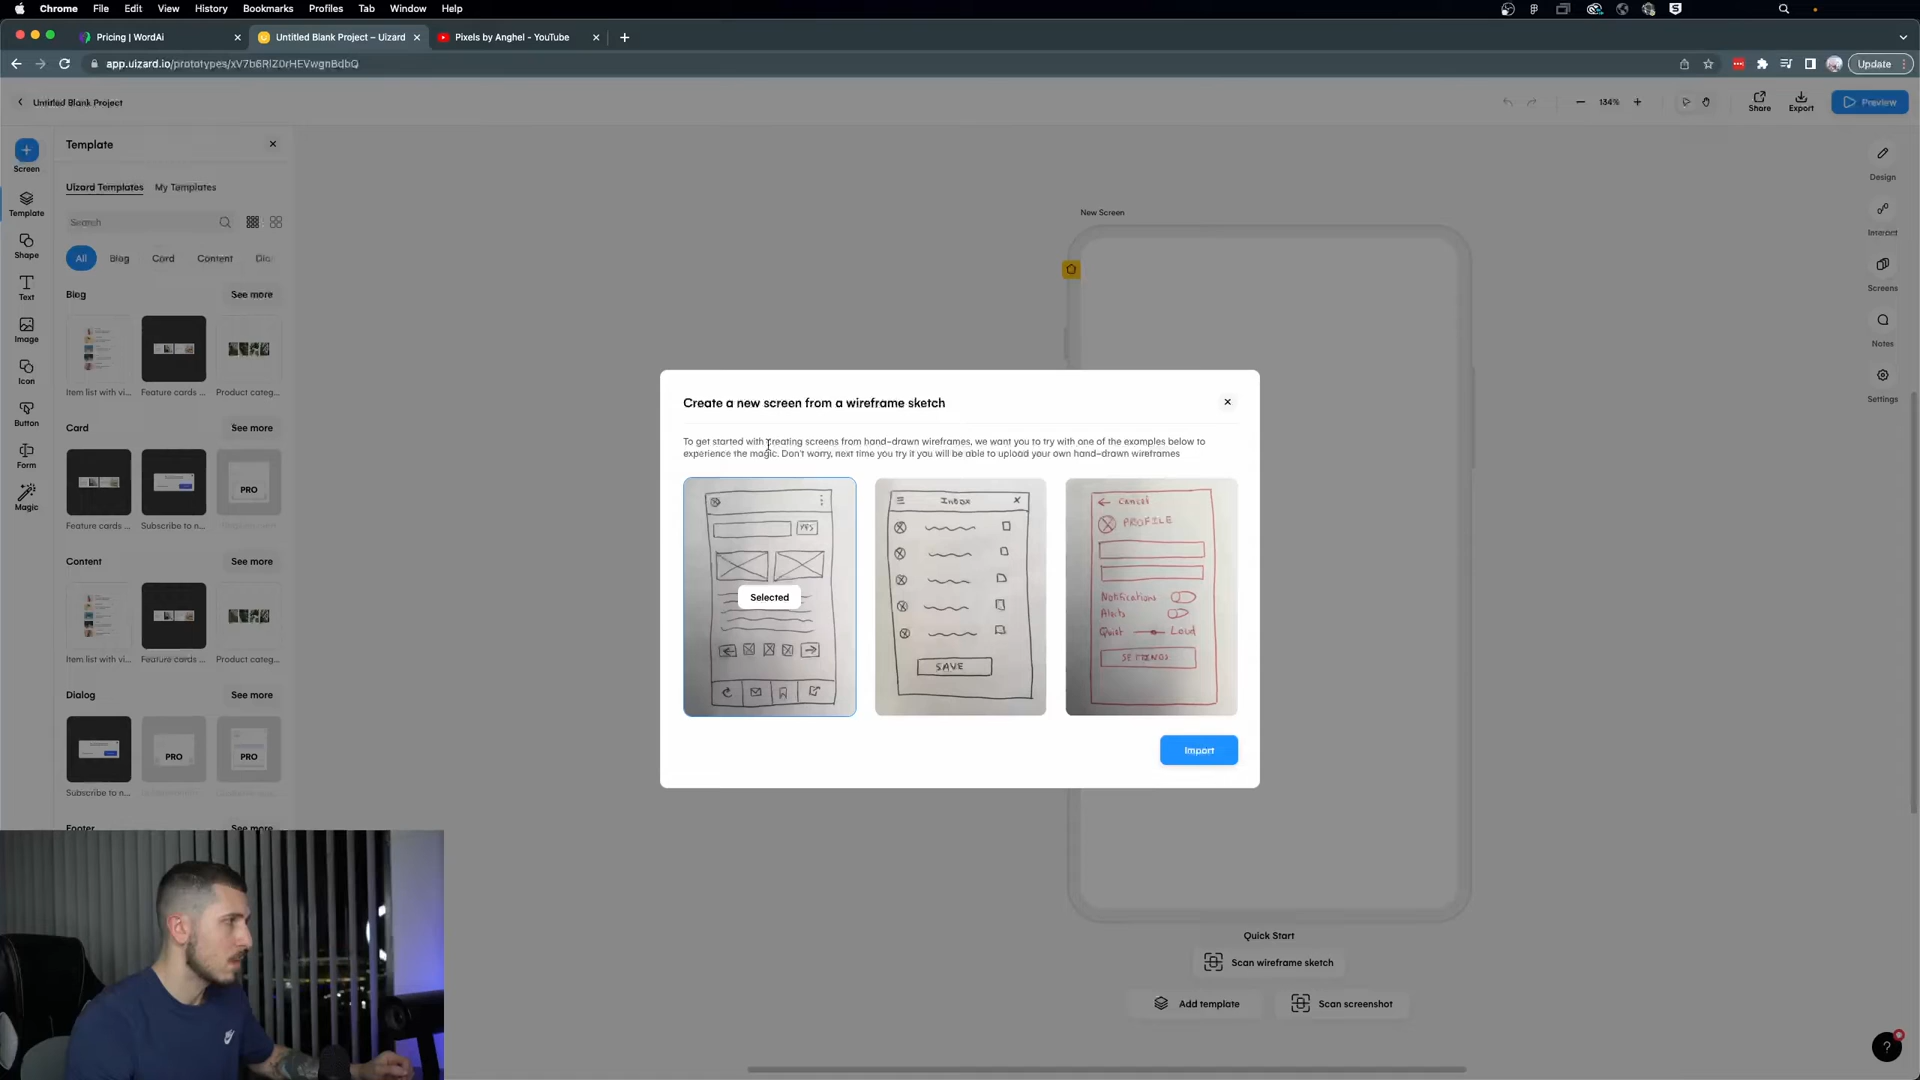 Chrome File Edit View History Bookmarks Profiles Tab Window Help
Pricing | WordAi
Untitled Blank Project – Uizard
Pixels by Anghel - YouTube
app.uizard.io/prototypes/xV7b6RlZ0rHEVwgnBdbQ
Update
Untitled Blank Project
134%
Share
Export
Preview
Screen
Template
Shape
Text
Image
Icon
Button
Form
Magic
Template
Uizard Templates My Templates
Search
All Blog Card Content Dia
Blog See more
Item list with vi... Feature cards ... Product categ...
Card See more
PRO
Feature cards ... Subscribe to n...
Content See more
Item list with vi... Feature cards ... Product categ...
Dialog See more
PRO PRO
Subscribe to n...
Footer See more
New Screen
Create a new screen from a wireframe sketch
To get started with creating screens from hand-drawn wireframes, we want you to try with one of the examples below to
experience the magic. Don't worry, next time you try it you will be able to upload your own hand-drawn wireframes
YES
Selected
Inbox
SAVE
Cancel
PROFILE
Notifications
Alerts
Quiet Loud
SETTINGS
Import
Quick Start
Scan wireframe sketch
Add template
Scan screenshot
Design
Interact
Screens
Notes
Settings
?